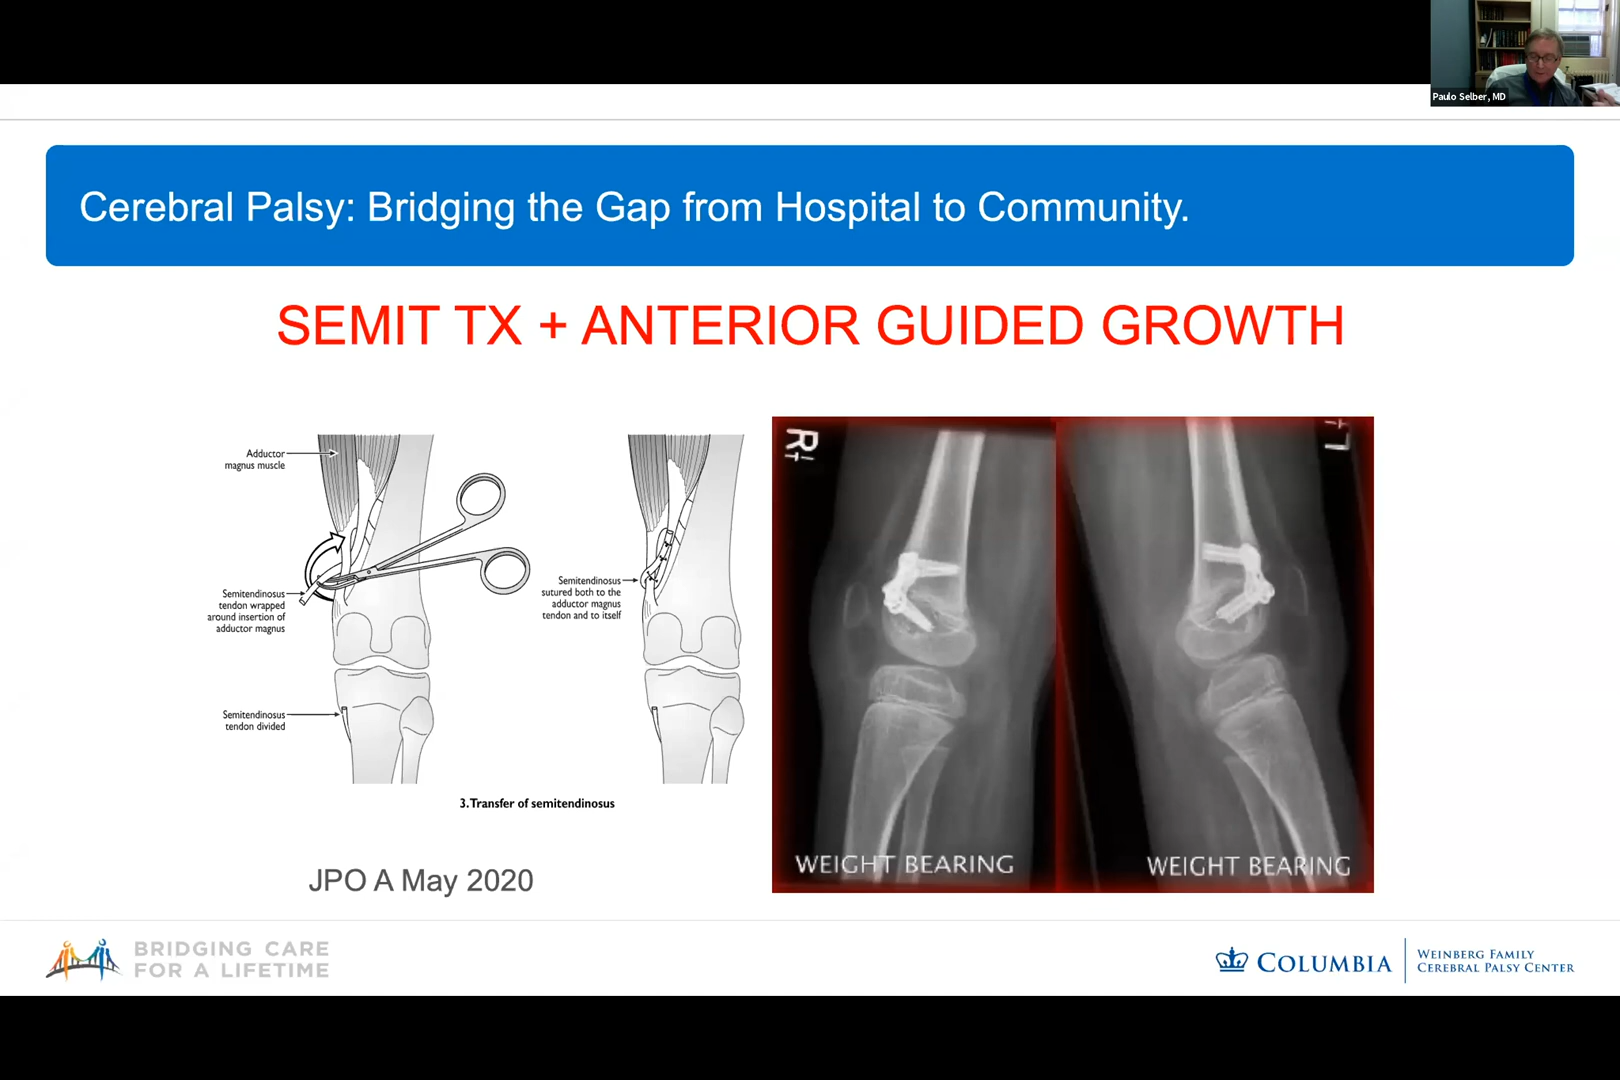 Paulo Selber, MD
Cerebral Palsy: Bridging the Gap from Hospital to Community.
SEMIT TX + ANTERIOR GUIDED GROWTH
Adductor
magnus muscle
Semitendinosus
tendon wrapped
around insertion of
adductor magnus
Semitendinosus
tendon divided
Semitendinosus
sutured both to the
adductor magnus
tendon and to itself
3. Transfer of semitendinosus
JPO A May 2020
RT
WEIGHT BEARING
WEIGHT BEARING
BRIDGING CARE
FOR A LIFETIME
COLUMBIA
WEINBERG FAMILY
CEREBRAL PALSY CENTER